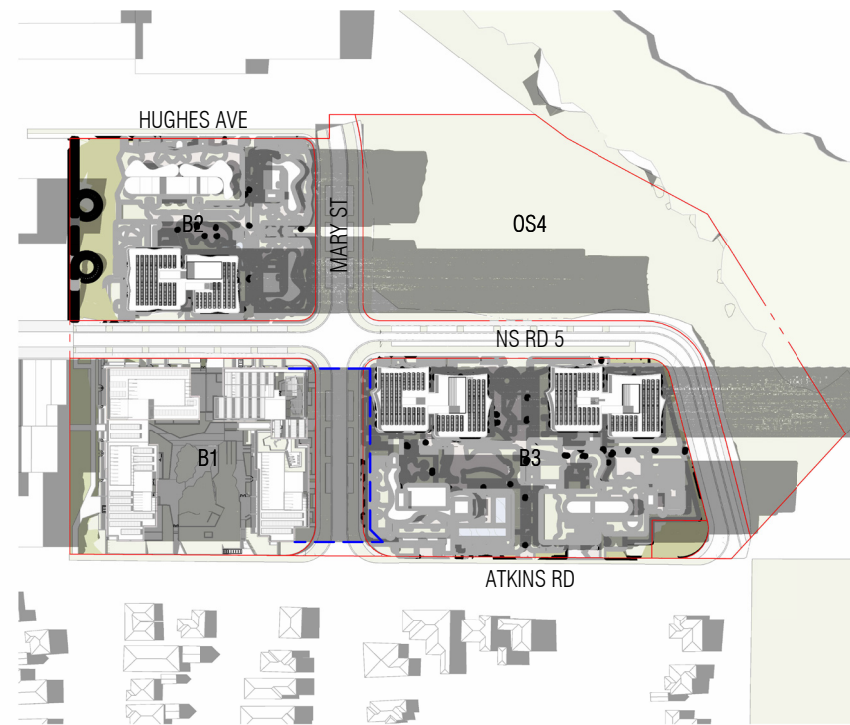 HUGHES AVE
B2
MARY ST
OS4
NS RD 5
B1
B3
ATKINS RD